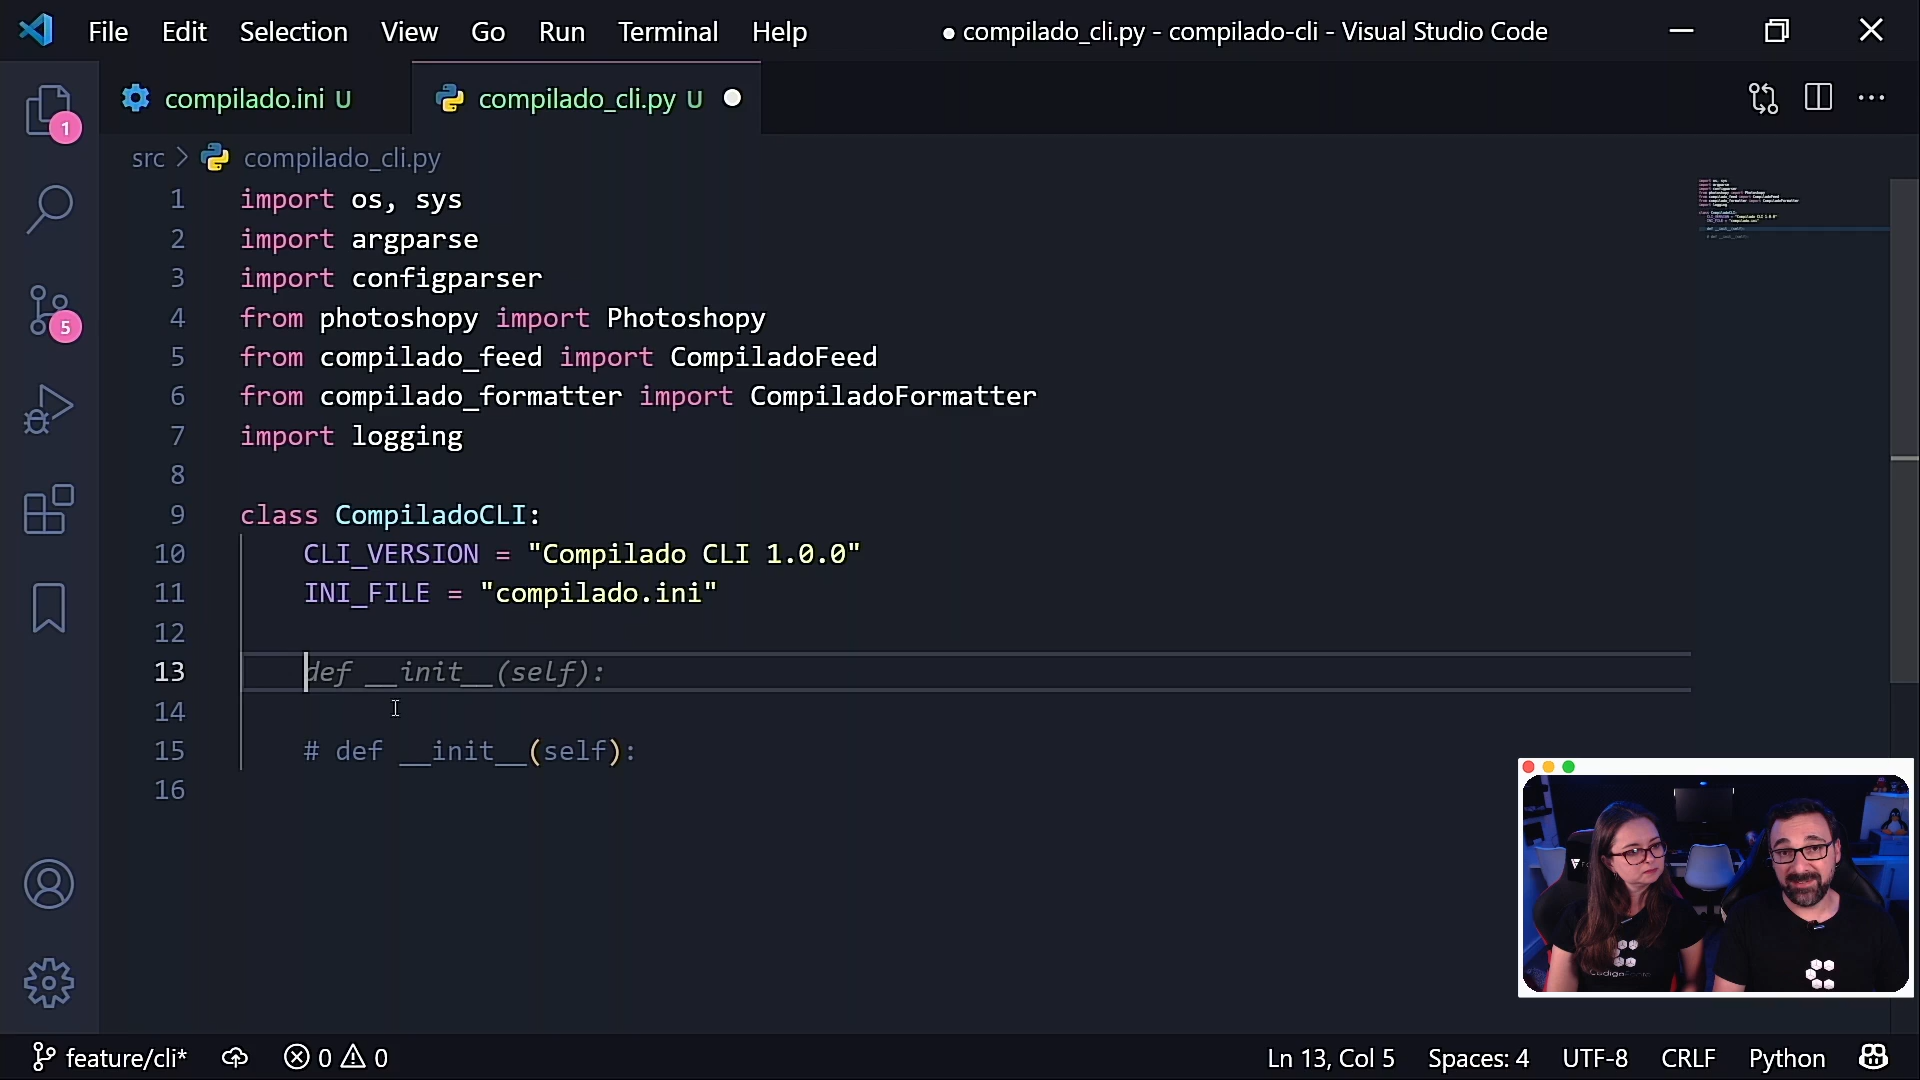 File Edit Selection View Go Run Terminal Help ● compilado_cli.py - compilado-cli - Visual Studio Code
compilado.ini U compilado_cli.py U
src > compilado_cli.py
1 import os, sys
2 import argparse
3 import configparser
4 from photoshopy import Photoshopy
5 from compilado_feed import CompiladoFeed
6 from compilado_formatter import CompiladoFormatter
7 import logging
8
9 class CompiladoCLI:
10 CLI_VERSION = "Compilado CLI 1.0.0"
11 INI_FILE = "compilado.ini"
12
13 def __init__(self):
14
15 # def __init__(self):
16
1
5
feature/cli* 0 0 Ln 13, Col 5 Spaces: 4 UTF-8 CRLF Python